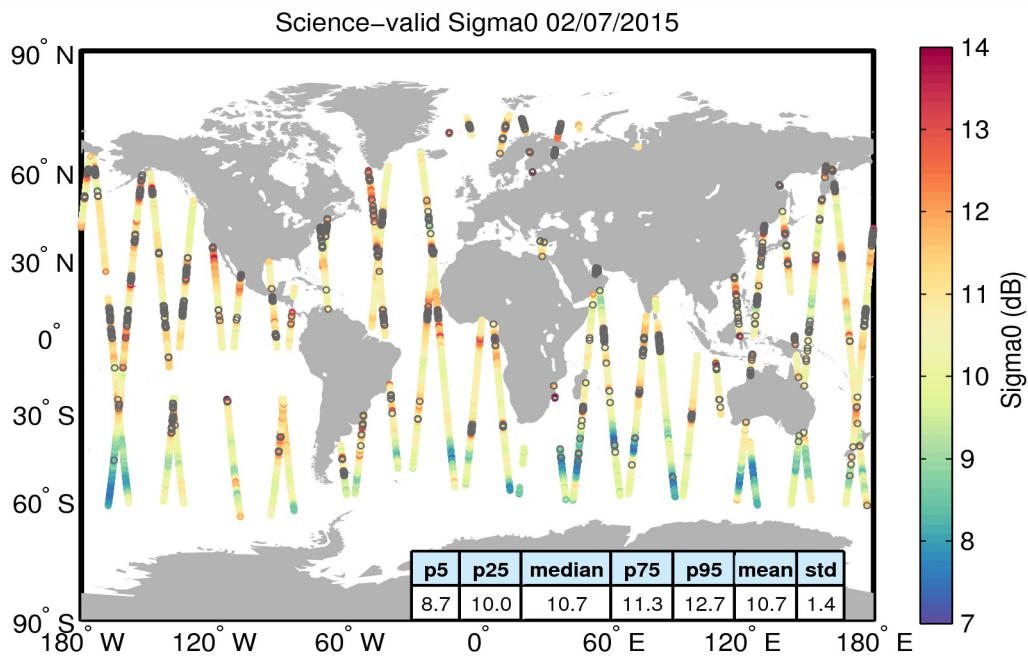 Science−valid Sigma0 02/07/2015
90° N
60° N
30° N
0°
30° S
60° S
90° S
180° W
120° W
60° W
0°
60° E
120° E
180° E
p5 p25 median p75 p95 mean std
8.7 10.0 10.7 11.3 12.7 10.7 1.4
14
13
12
11
10
9
8
7
Sigma0 (dB)